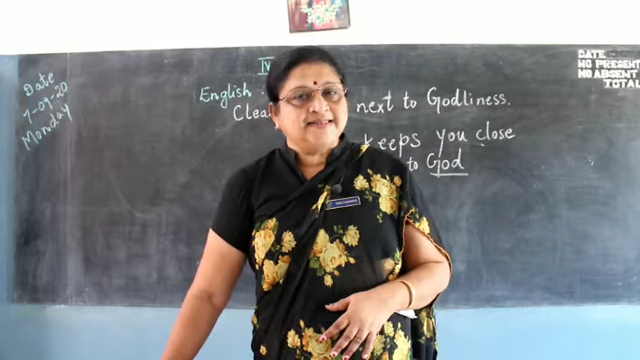 Date
7-09-20
Monday
IV
English :
Clea
next to Godliness.
keeps you close
to God
DATE
NO PRESENT
NO ABSENT
TOTAL